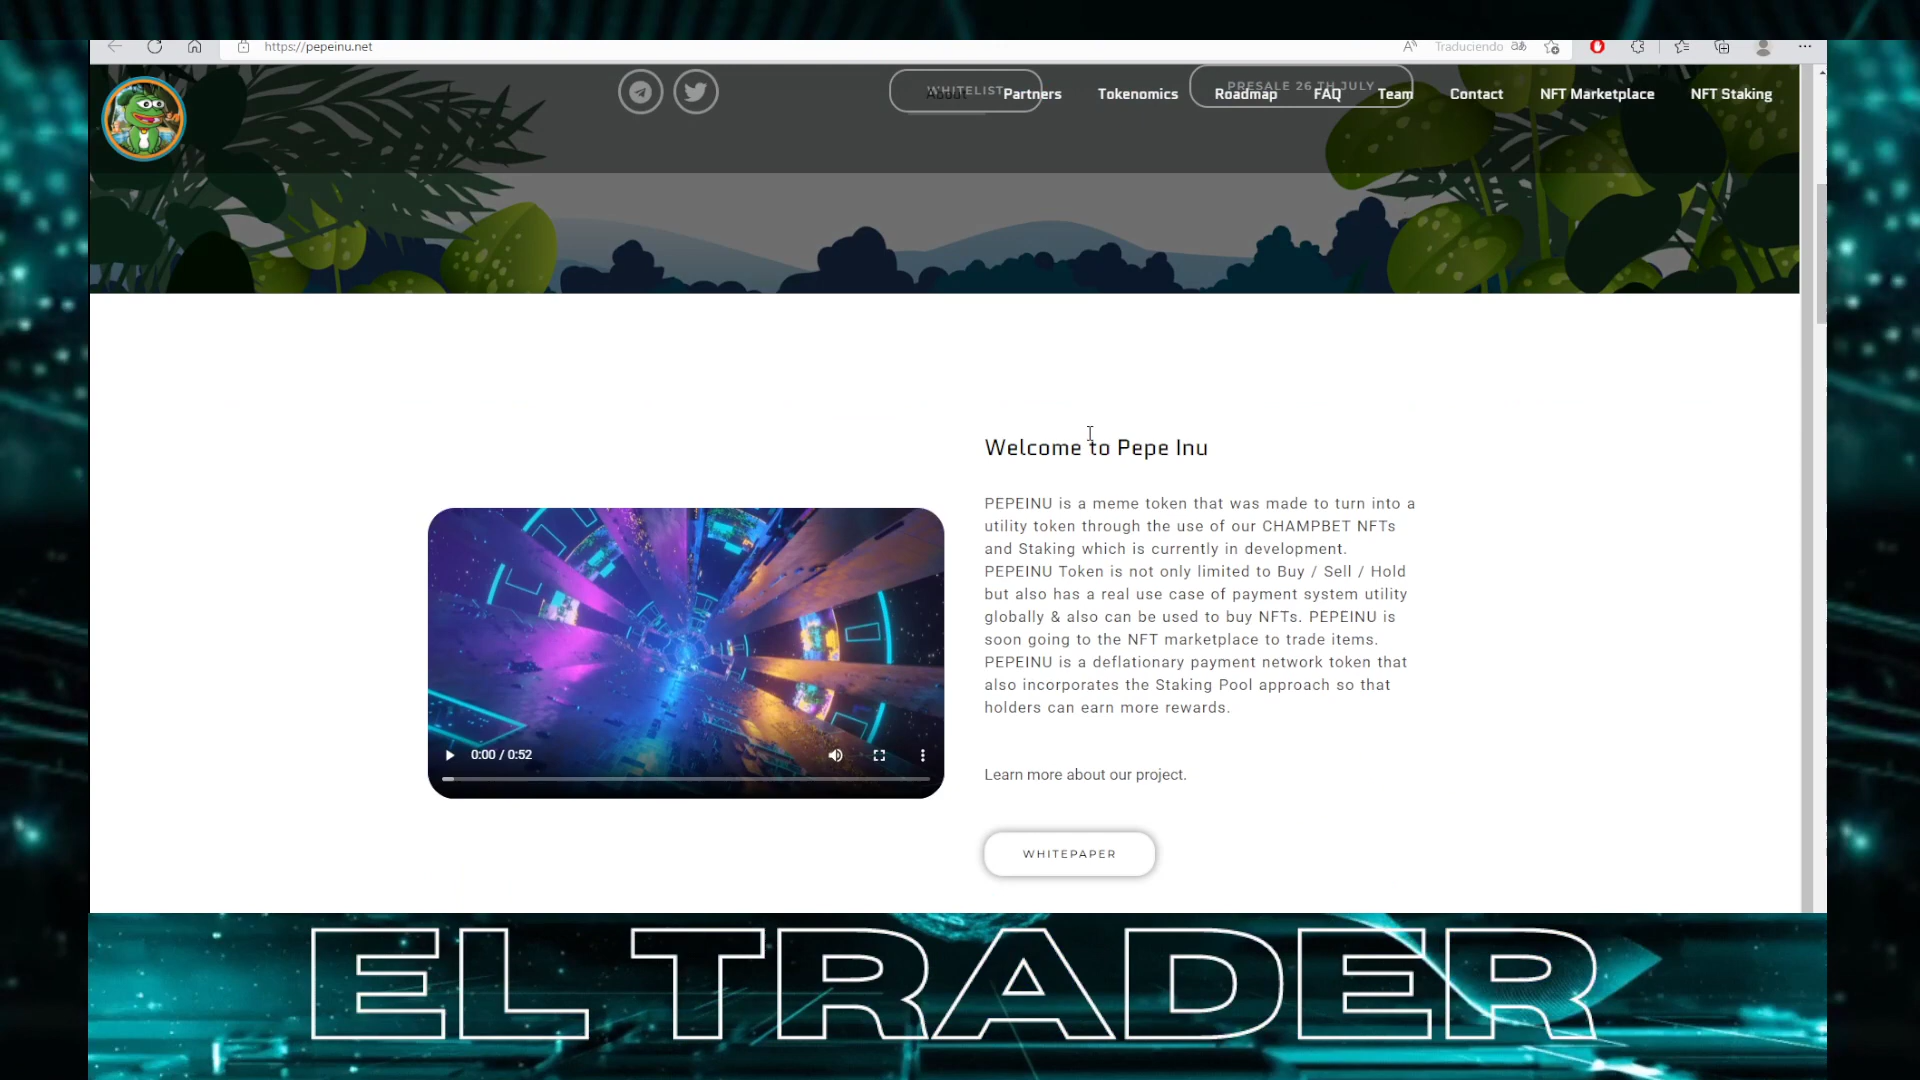 https://pepeinu.net
Traduciendo
WHITELIST
PRESALE 26 TH JULY
About
Partners
Tokenomics
Roadmap
FAQ
Team
Contact
NFT Marketplace
NFT Staking
Welcome to Pepe Inu
PEPEINU is a meme token that was made to turn into a
utility token through the use of our CHAMPBET NFTs
and Staking which is currently in development.
PEPEINU Token is not only limited to Buy / Sell / Hold
but also has a real use case of payment system utility
globally & also can be used to buy NFTs. PEPEINU is
soon going to the NFT marketplace to trade items.
PEPEINU is a deflationary payment network token that
also incorporates the Staking Pool approach so that
holders can earn more rewards.
0:00 / 0:52
Learn more about our project.
WHITEPAPER
EL TRADER